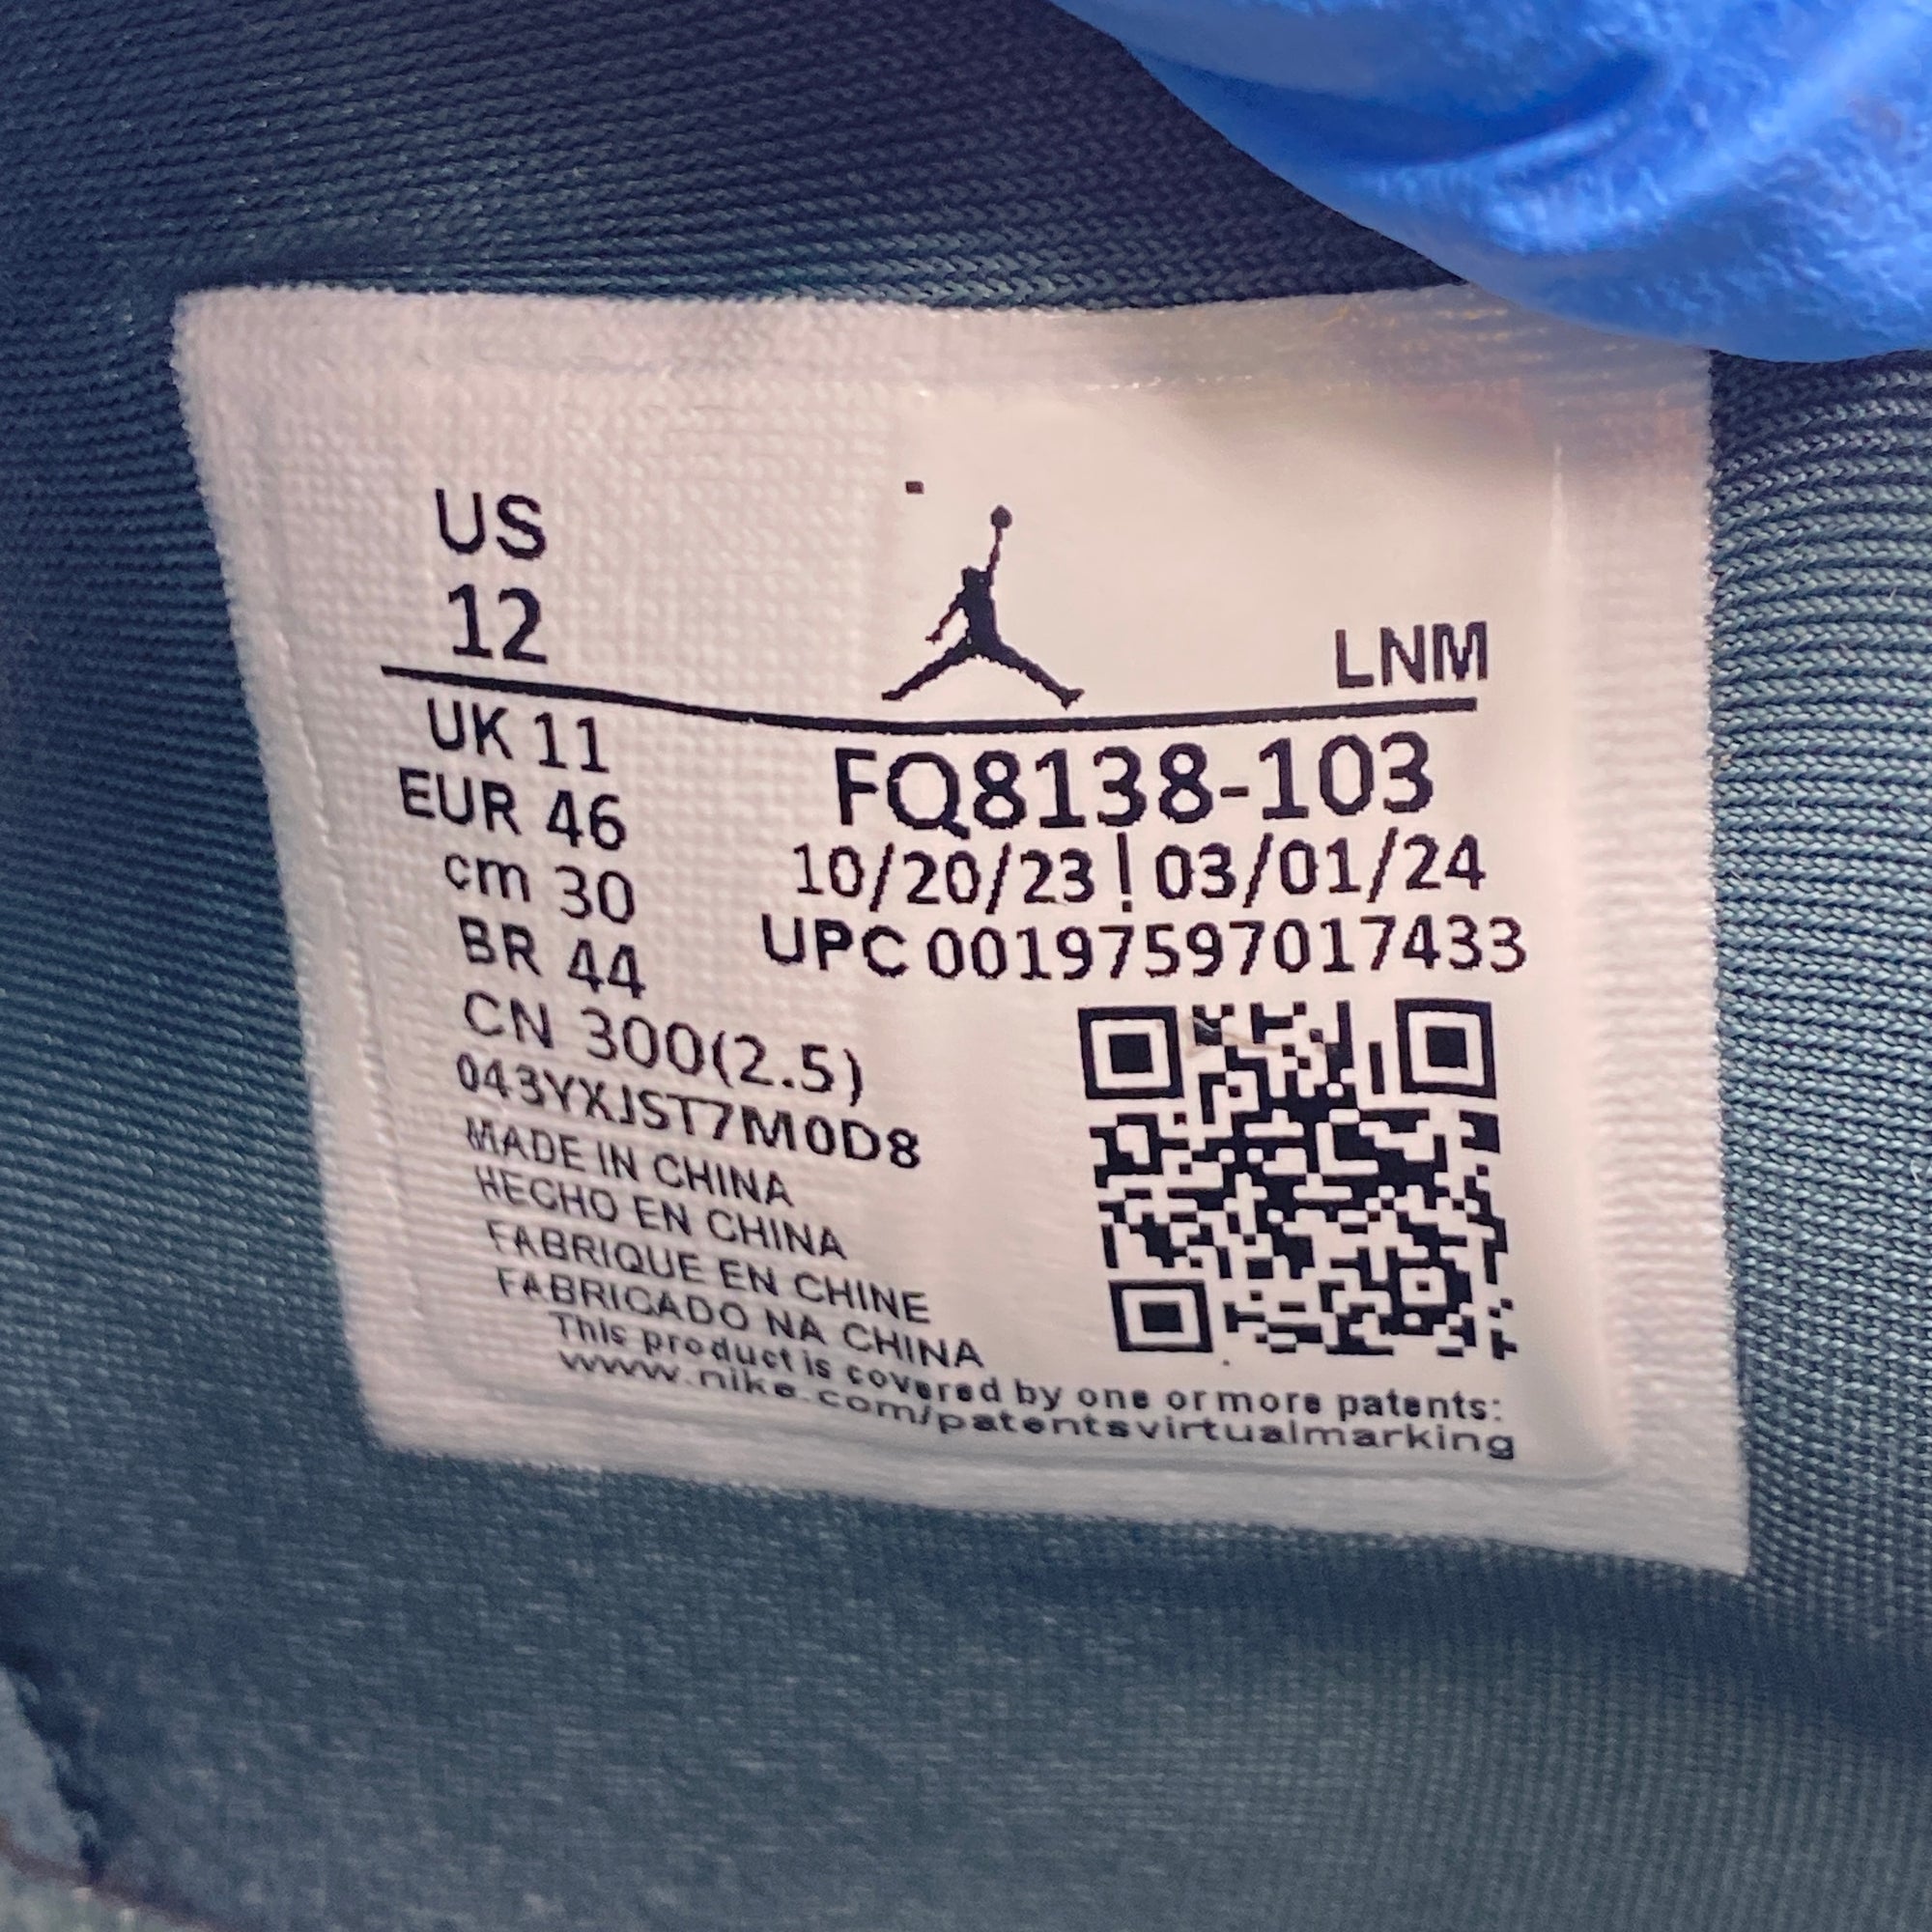 US
12
LNM
UK 11
EUR 46
cm 30
BR 44
CN 300(2.5)
FQ8138-103
10/20/23 | 03/01/24
UPC 00197597017433
043YXJST7M0D8
MADE IN CHINA
HECHO EN CHINA
FABRIQUE EN CHINE
FABRICADO NA CHINA
This product is covered by one or more patents:
www.nike.com/patentsvirtualmarking